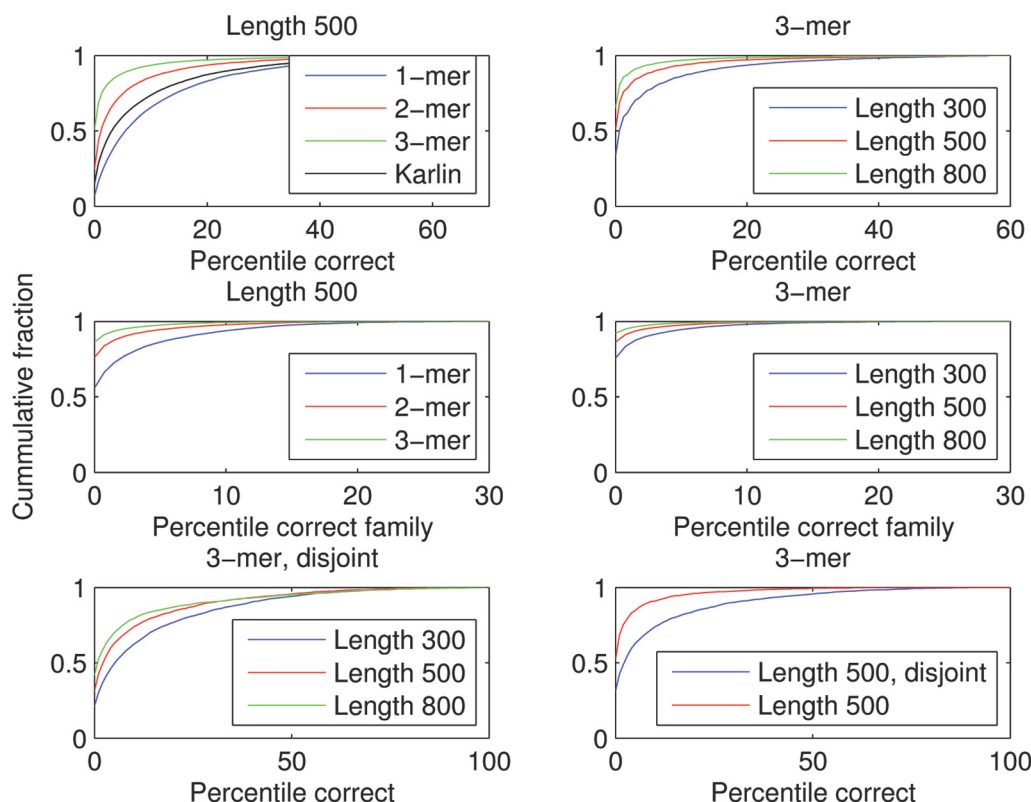 Length 500
1
0.5
0
0 20 40 60
Percentile correct
1-mer
2-mer
3-mer
Karlin
3-mer
1
0.5
0
0 20 40 60
Percentile correct
Length 300
Length 500
Length 800
Cummulative fraction
Length 500
1
0.5
0
0 10 20 30
Percentile correct family
1-mer
2-mer
3-mer
3-mer
1
0.5
0
0 10 20 30
Percentile correct family
Length 300
Length 500
Length 800
3-mer, disjoint
1
0.5
0
0 50 100
Percentile correct
Length 300
Length 500
Length 800
3-mer
1
0.5
0
0 50 100
Percentile correct
Length 500, disjoint
Length 500